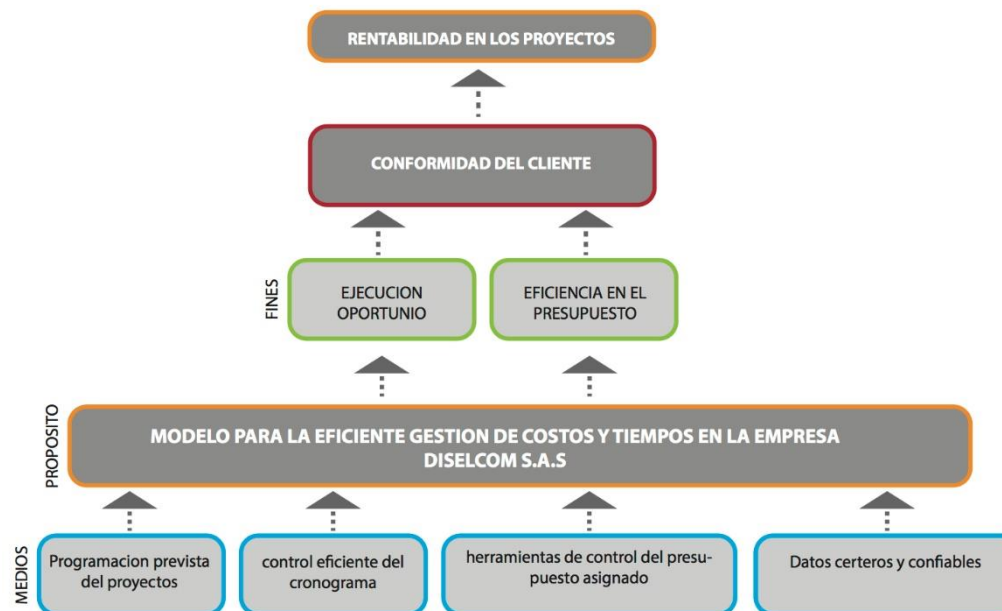 RENTABILIDAD EN LOS PROYECTOS
CONFORMIDAD DEL CLIENTE
FINES
EJECUCION
OPORTUNIO
EFICIENCIA EN EL
PRESUPUESTO
PROPOSITO
MODELO PARA LA EFICIENTE GESTION DE COSTOS Y TIEMPOS EN LA EMPRESA
DISELCOM S.A.S
MEDIOS
Programacion prevista
del proyectos
control eficiente del
cronograma
herramientas de control del presu-
puesto asignado
Datos certeros y confiables